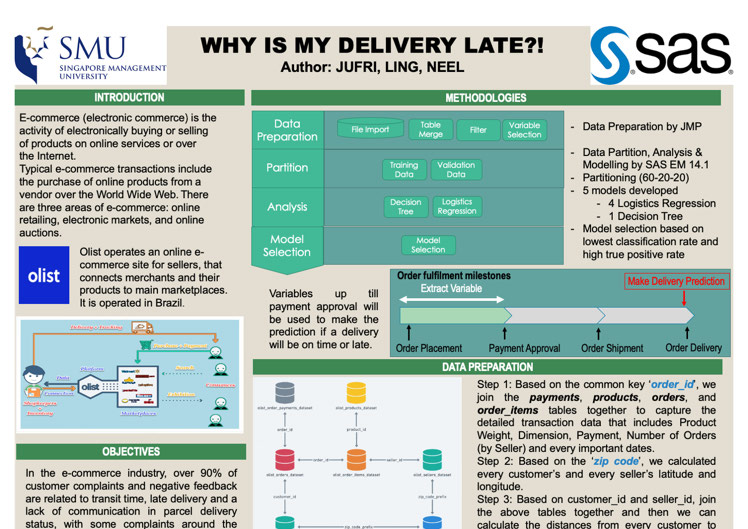 SMU
SINGAPORE MANAGEMENT
UNIVERSITY
WHY IS MY DELIVERY LATE?!
Author: JUFRI, LING, NEEL
sas
INTRODUCTION
E-commerce (electronic commerce) is the
activity of electronically buying or selling
of products on online services or over
the Internet.
Typical e-commerce transactions include
the purchase of online products from a
vendor over the World Wide Web. There
are three areas of e-commerce: online
retailing, electronic markets, and online
auctions.
olist
Olist operates an online e-
commerce site for sellers, that
connects merchants and their
products to main marketplaces.
It is operated in Brazil.
olist
OBJECTIVES
In the e-commerce industry, over 90% of
customer complaints and negative feedback
are related to transit time, late delivery and a
lack of communication in parcel delivery
status, with some complaints around the
METHODOLOGIES
Data
Preparation
File Import
Table
Merge
Filter
Variable
Selection
Partition
Training
Data
Validation
Data
Analysis
Decision
Tree
Logistics
Regression
Model
Selection
Model
Selection
- Data Preparation by JMP
- Data Partition, Analysis &
Modelling by SAS EM 14.1
- Partitioning (60-20-20)
- 5 models developed
- 4 Logistics Regression
- 1 Decision Tree
- Model selection based on
lowest classification rate and
high true positive rate
Variables up till
payment approval will
be used to make the
prediction if a delivery
will be on time or late.
Order fulfilment milestones
Extract Variable
Make Delivery Prediction
Order Placement
Payment Approval
Order Shipment
Order Delivery
DATA PREPARATION
olist_order_payments_dataset
olist_products_dataset
order_id
product_id
order_id
seller_id
olist_orders_dataset
olist_order_items_dataset
olist_sellers_dataset
customer_id
zip_code_prefix
zip_code_prefix
Step 1: Based on the common key 'order_id', we
join the payments, products, orders, and
order_items tables together to capture the
detailed transaction data that includes Product
Weight, Dimension, Payment, Number of Orders
(by Seller) and every important dates.
Step 2: Based on the 'zip code', we calculated
every customer's and every seller's latitude and
longitude.
Step 3: Based on customer_id and seller_id, join
the above tables together and then we can
calculate the distances from every customer to